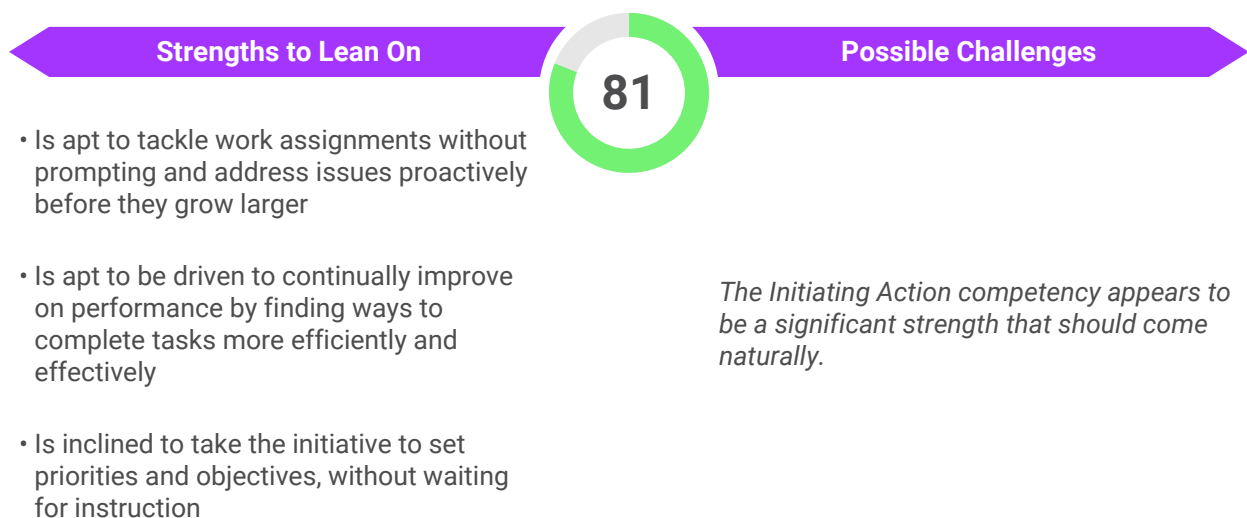 Strengths to Lean On
81
Possible Challenges
• Is apt to tackle work assignments without
prompting and address issues proactively
before they grow larger
• Is apt to be driven to continually improve
on performance by finding ways to
complete tasks more efficiently and
effectively
• Is inclined to take the initiative to set
priorities and objectives, without waiting
for instruction
The Initiating Action competency appears to
be a significant strength that should come
naturally.